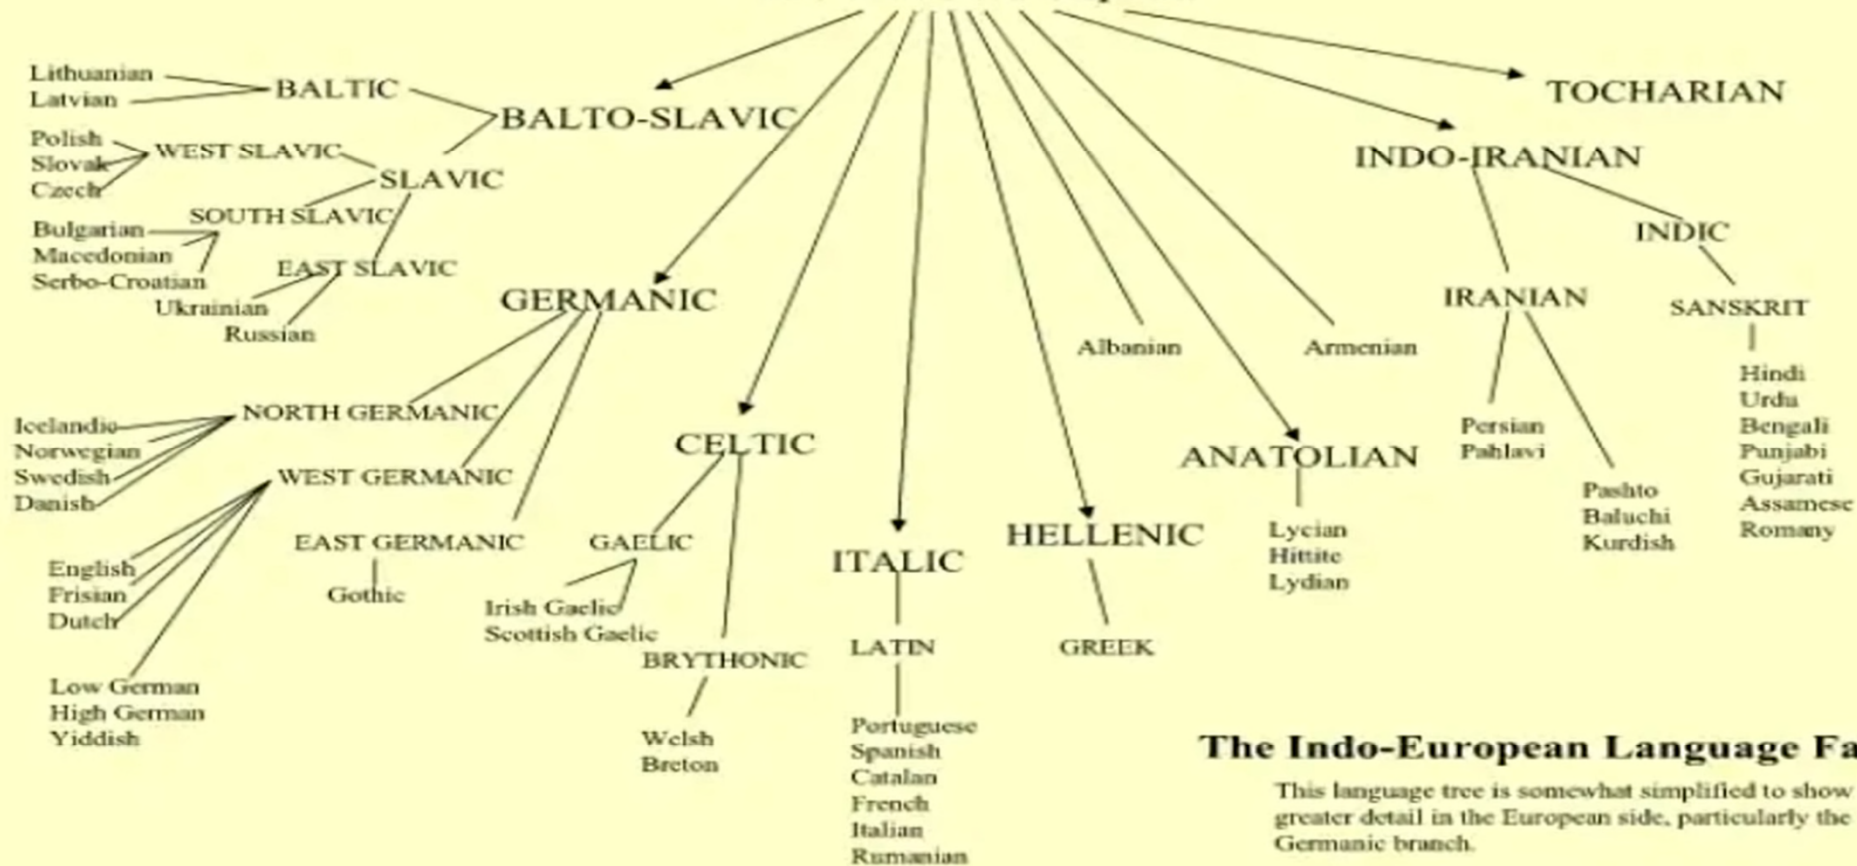 Lithuanian
Latvian
BALTIC
BALTO-SLAVIC
TOCHARIAN
Polish
Slovak
Czech
WEST SLAVIC
SLAVIC
INDO-IRANIAN
SOUTH SLAVIC
Bulgarian
Macedonian
Serbo-Croatian
EAST SLAVIC
Ukrainian
Russian
INDIC
GERMANIC
IRANIAN
SANSKRIT
Albanian
Armenian
Hindi
Urdu
Bengali
Punjabi
Gujarati
Assamese
Romany
NORTH GERMANIC
Icelandic
Norwegian
Swedish
Danish
WEST GERMANIC
CELTIC
ANATOLIAN
Persian
Pahlavi
Pashto
Baluchi
Kurdish
EAST GERMANIC
Gothic
GAELIC
Irish Gaelic
Scottish Gaelic
ITALIC
HELLENIC
Lycian
Hittite
Lydian
English
Frisian
Dutch
BRYTHONIC
LATIN
GREEK
Low German
High German
Yiddish
Welsh
Breton
Portuguese
Spanish
Catalan
French
Italian
Rumanian
The Indo-European Language Fa
This language tree is somewhat simplified to show
greater detail in the European side, particularly the
Germanic branch.